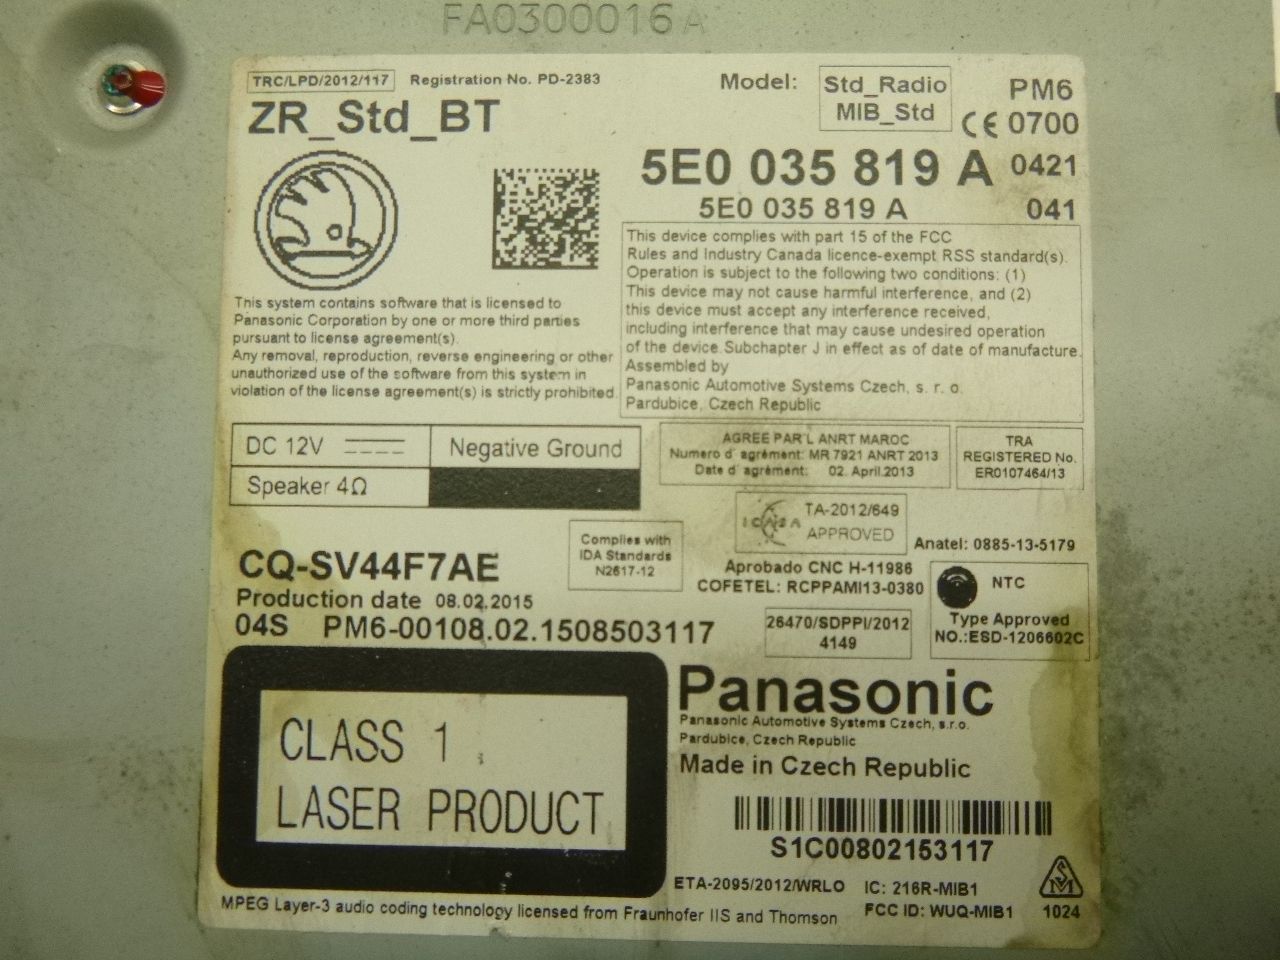 FA0300016A
TRC/LPD/2012/117 Registration No. PD-2383
ZR_Std_BT
Model: Std_Radio
MIB_Std
PM6
CE 0700
5E0 035 819 A 0421
5E0 035 819 A 041
This device complies with part 15 of the FCC
Rules and Industry Canada licence-exempt RSS standard(s).
Operation is subject to the following two conditions: (1)
This device may not cause harmful interference, and (2)
this device must accept any interference received,
including interference that may cause undesired operation
of the device.Subchapter J in effect as of date of manufacture.
Assembled by
Panasonic Automotive Systems Czech, s. r. o.
Pardubice, Czech Republic
This system contains software that is licensed to
Panasonic Corporation by one or more third parties
pursuant to license agreement(s).
Any removal, reproduction, reverse engineering or other
unauthorized use of the software from this system in
violation of the license agreement(s) is strictly prohibited.
DC 12V Negative Ground
Speaker 4Ω
AGREE PAR L ANRT MAROC
Numero d' agrément: MR 7921 ANRT 2013
Date d' agrément: 02. April.2013
TRA
REGISTERED No.
ER0107464/13
ICASA TA-2012/649
APPROVED
Anatel: 0885-13-5179
Complies with
IDA Standards
N2617-12
CQ-SV44F7AE
Production date 08.02.2015
04S PM6-00108.02.1508503117
Aprobado CNC H-11986
COFETEL: RCPPAMI13-0380
26470/SDPPI/2012
4149
NTC
Type Approved
NO.:ESD-1206602C
CLASS 1
LASER PRODUCT
Panasonic
Panasonic Automotive Systems Czech, s.r.o.
Pardubice, Czech Republic
Made in Czech Republic
S1C00802153117
ETA-2095/2012/WRLO IC: 216R-MIB1
FCC ID: WUQ-MIB1
1024
MPEG Layer-3 audio coding technology licensed from Fraunhofer IIS and Thomson